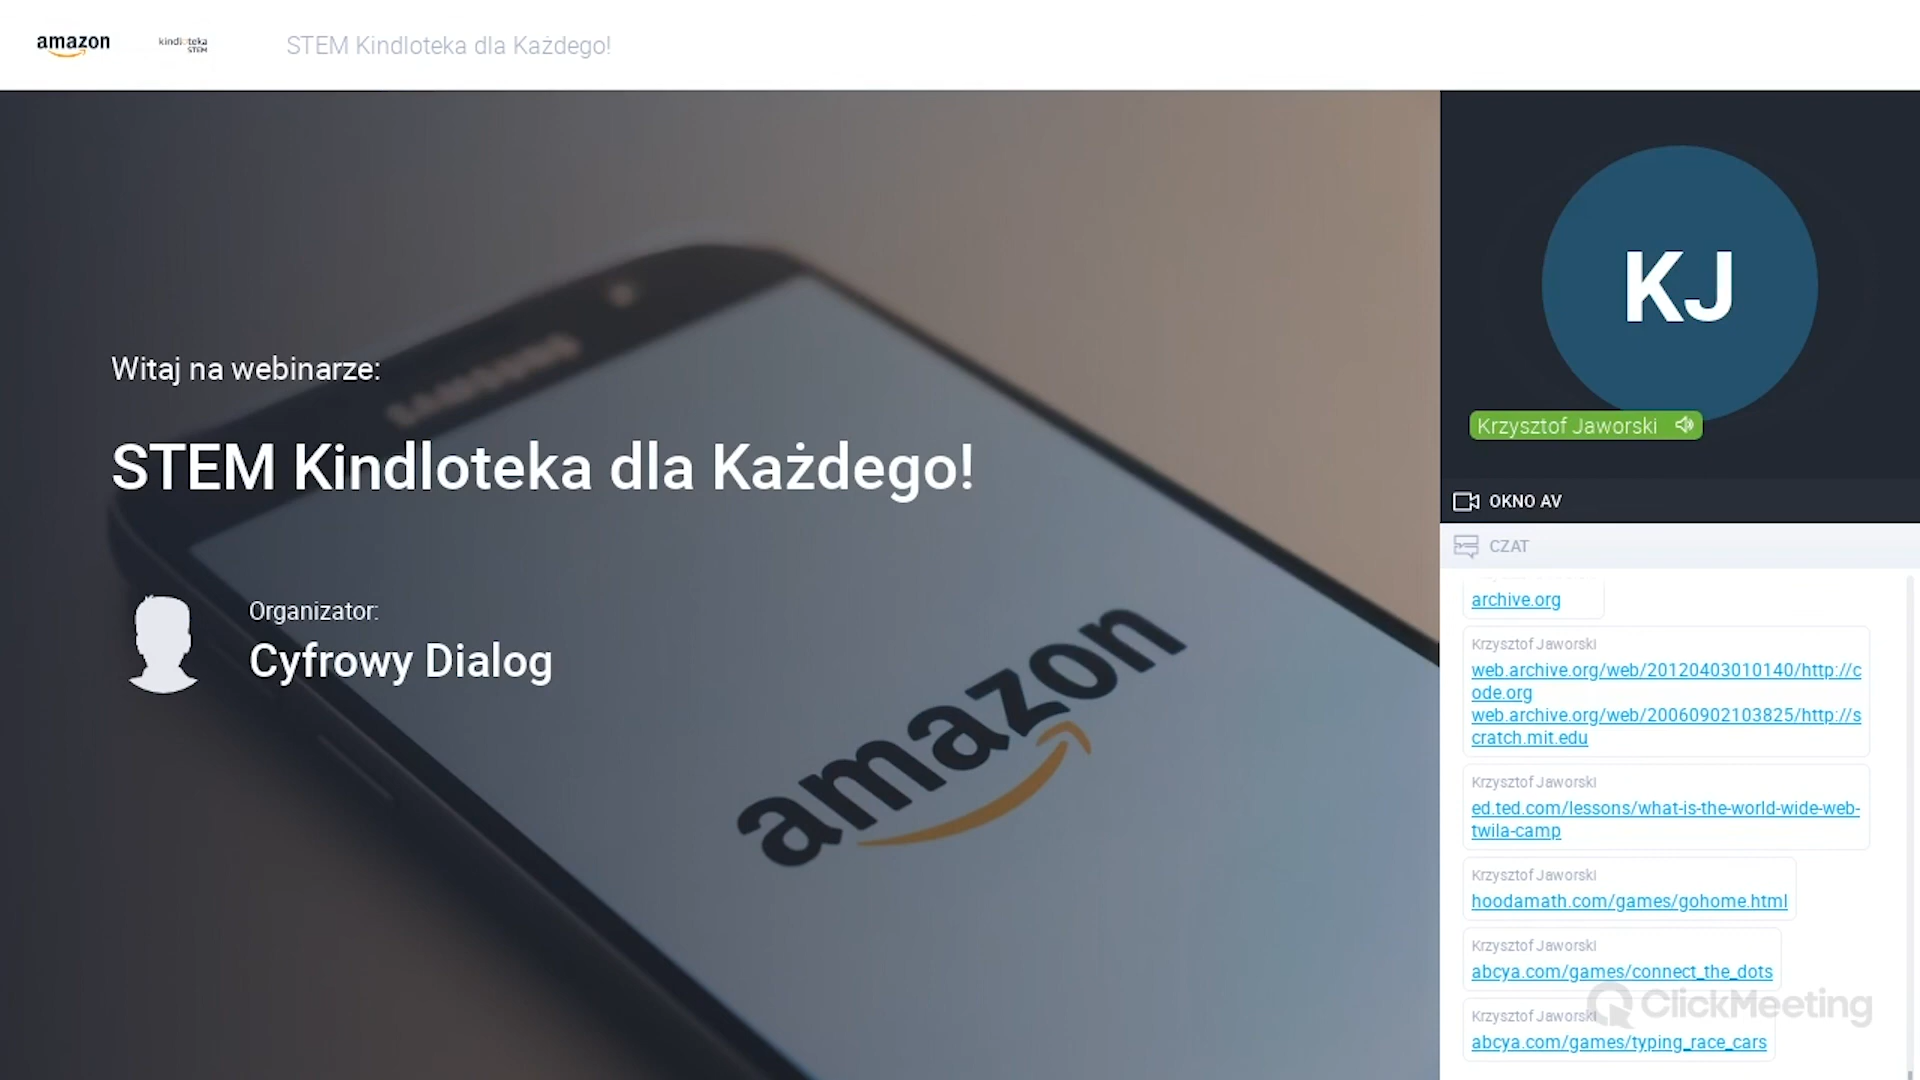 amazon
kindloteka
STEM
STEM Kindloteka dla Każdego!
Witaj na webinarze:
STEM Kindloteka dla Każdego!
Organizator:
Cyfrowy Dialog
SAMSUNG
amazon
KJ
Krzysztof Jaworski
OKNO AV
CZAT
archive.org
Krzysztof Jaworski
web.archive.org/web/20120403010140/http://c
ode.org
web.archive.org/web/20060902103825/http://s
cratch.mit.edu
Krzysztof Jaworski
ed.ted.com/lessons/what-is-the-world-wide-web-
twila-camp
Krzysztof Jaworski
hoodamath.com/games/gohome.html
Krzysztof Jaworski
abcya.com/games/connect_the_dots
Krzysztof Jaworski
abcya.com/games/typing_race_cars
ClickMeeting